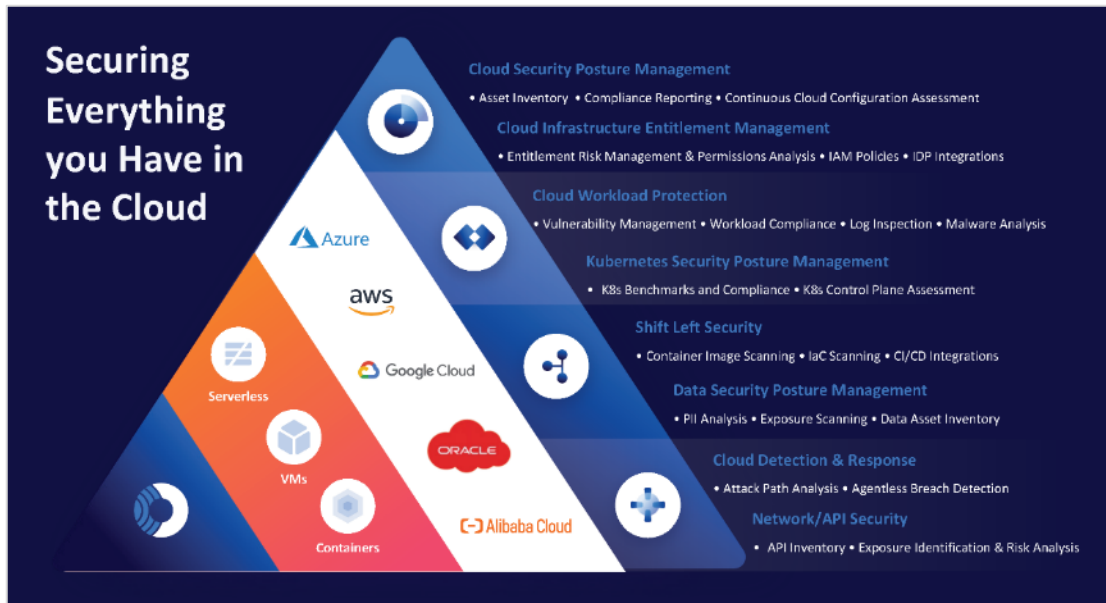 Securing
Everything
you Have in
the Cloud
Cloud Security Posture Management
• Asset Inventory • Compliance Reporting • Continuous Cloud Configuration Assessment
Cloud Infrastructure Entitlement Management
• Entitlement Risk Management & Permissions Analysis • IAM Policies • IDP Integrations
Cloud Workload Protection
• Vulnerability Management • Workload Compliance • Log Inspection • Malware Analysis
Kubernetes Security Posture Management
• K8s Benchmarks and Compliance • K8s Control Plane Assessment
Shift Left Security
• Container Image Scanning • IaC Scanning • CI/CD Integrations
Data Security Posture Management
• PII Analysis • Exposure Scanning • Data Asset Inventory
Cloud Detection & Response
• Attack Path Analysis • Agentless Breach Detection
Network/API Security
• API Inventory • Exposure Identification & Risk Analysis
Azure
aws
Google Cloud
ORACLE
Alibaba Cloud
Serverless
VMs
Containers